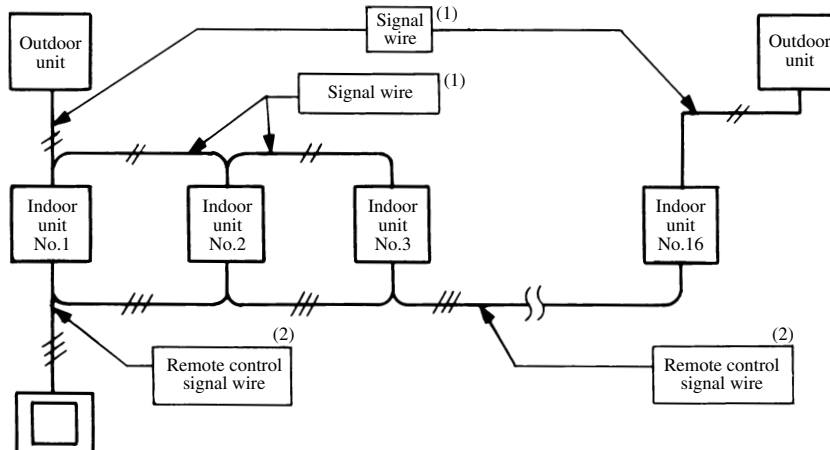 Outdoor
unit
Signal
wire
(1)
Outdoor
unit
Signal wire
(1)
Indoor
unit
No.1
Indoor
unit
No.2
Indoor
unit
No.3
Indoor
unit
No.16
(2)
Remote control
signal wire
(2)
Remote control
signal wire